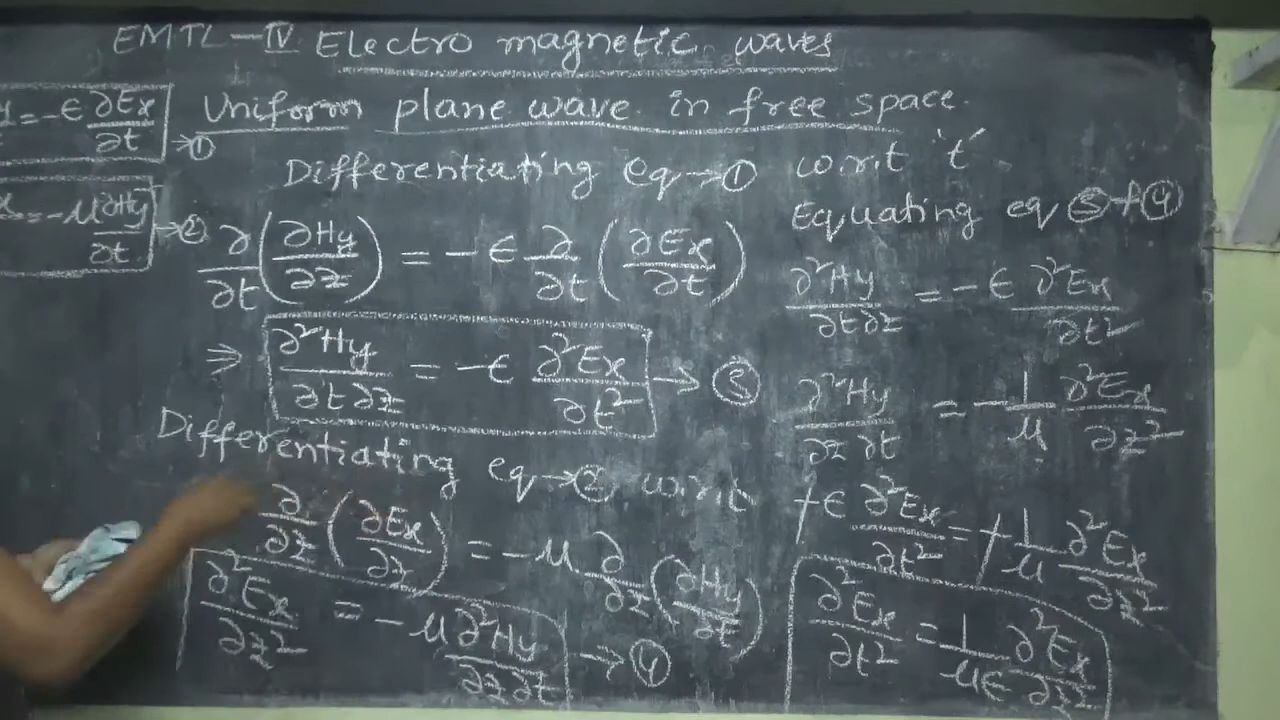 EMTL-IV Electro magnetic waves
Uniform plane wave in free space.
= -ϵ ∂Ex/∂t → ①
= -μ ∂Hy/∂t → ②
Differentiating eq→① w.r.t 't'
∂/∂t (∂Hy/∂z) = -ϵ ∂/∂t (∂Ex/∂t)
⇒ ∂²Hy/∂t∂z = -ϵ ∂²Ex/∂t² → ③
Differentiating eq→② w.r.t
∂/∂z (∂Ex/∂z) = -μ ∂/∂z (∂Hy/∂t)
∂²Ex/∂z² = -μ ∂²Hy/∂z∂t → ④
Equating eq ③ & ④
∂²Hy/∂t∂z = -ϵ ∂²Ex/∂t²
∂²Hy/∂z∂t = -1/μ ∂²Ex/∂z²
+ϵ ∂²Ex/∂t² = +1/μ ∂²Ex/∂z²
∂²Ex/∂t² = 1/μϵ ∂²Ex/∂z²